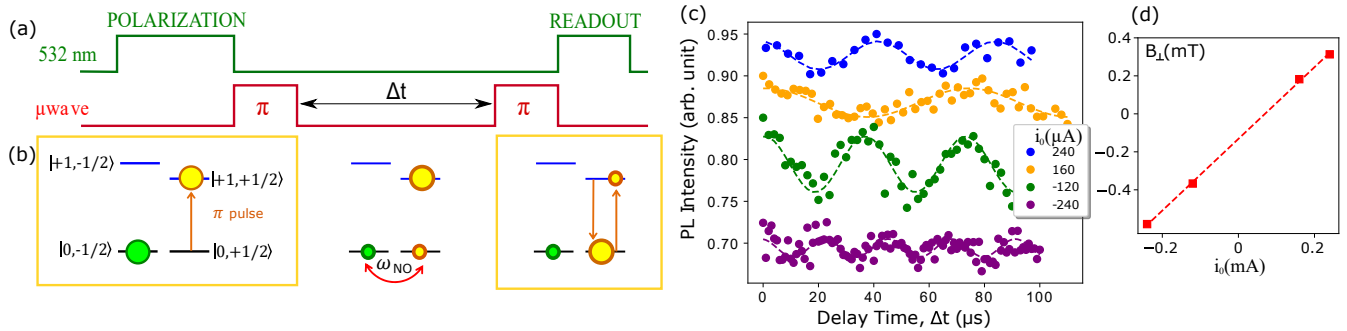 (a)
POLARIZATION
READOUT
532 nm
μwave
π
Δt
π
(b)
|+1,-1/2⟩
|+1,+1/2⟩
π pulse
|0,-1/2⟩
|0,+1/2⟩
ω_NO
(c)
PL Intensity (arb. unit)
0.95
0.90
0.85
0.80
0.75
0.70
i₀(μA)
240
160
-120
-240
0
20
40
60
80
100
Delay Time, Δt (μs)
(d)
B⊥(mT)
0.4
0.2
0
−0.2
−0.4
−0.2
0
0.2
i₀(mA)